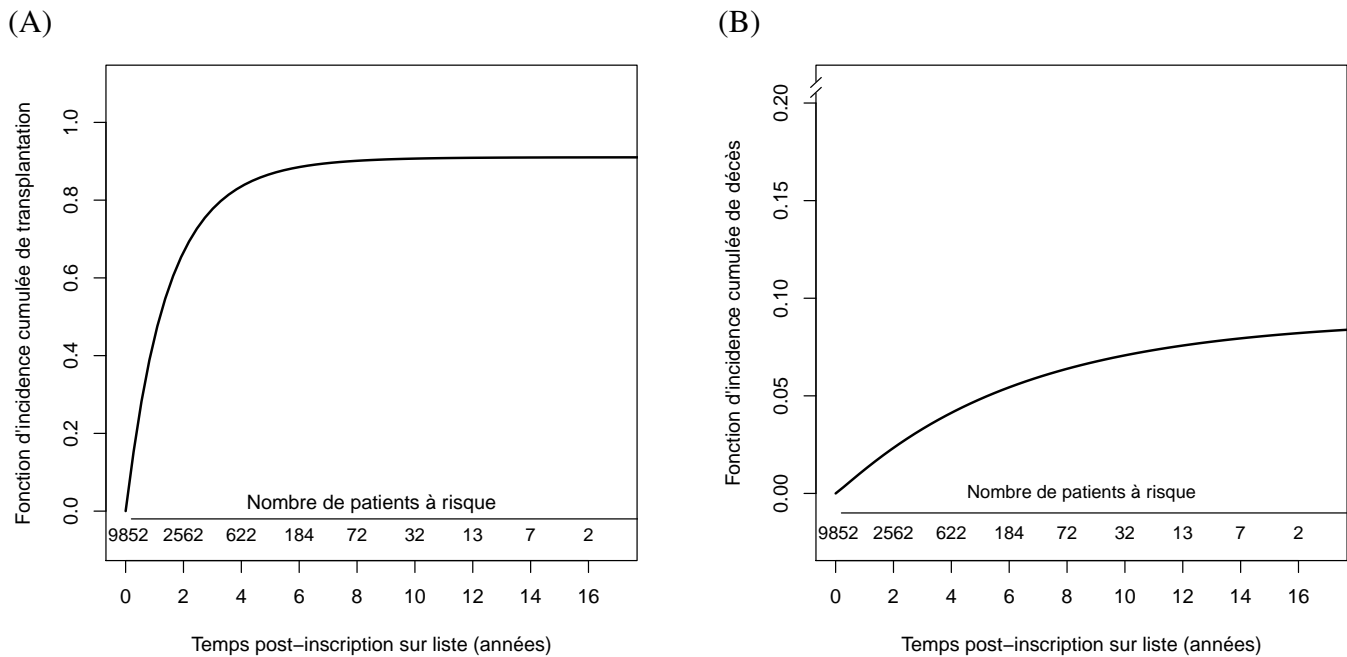 (A)
Fonction d'incidence cumulée de transplantation
1.0
0.8
0.6
0.4
0.2
0.0
Nombre de patients à risque
9852 2562 622 184 72 32 13 7 2
0 2 4 6 8 10 12 14 16
Temps post−inscription sur liste (années)
(B)
Fonction d'incidence cumulée de décès
0.20
0.15
0.10
0.05
0.00
Nombre de patients à risque
9852 2562 622 184 72 32 13 7 2
0 2 4 6 8 10 12 14 16
Temps post−inscription sur liste (années)